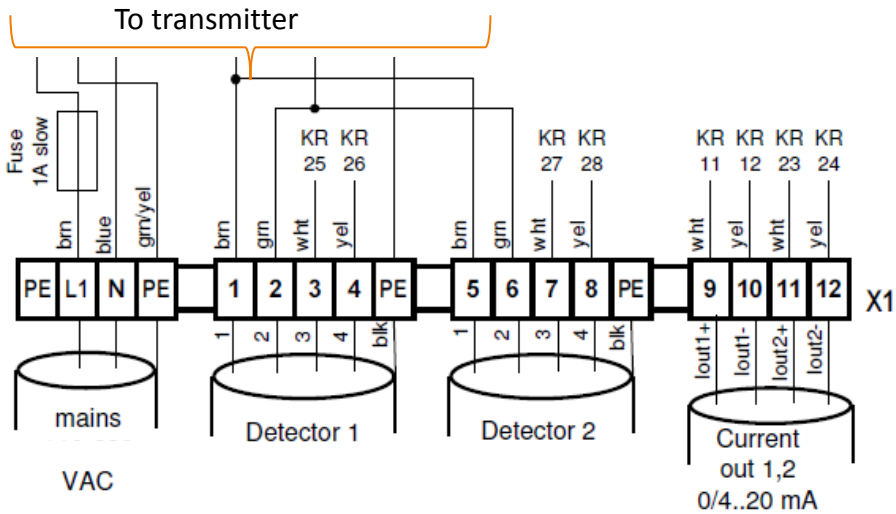 To transmitter
Fuse
1A slow
KR KR KR KR KR KR KR KR
25 26 27 28 11 12 23 24
brn blue grn/yel brn grn wht yel brn grn wht yel wht yel wht yel
PE L1 N PE 1 2 3 4 PE 5 6 7 8 PE 9 10 11 12 X1
1 2 3 4 blk 1 2 3 4 blk Iout1+ Iout1- Iout2+ Iout2-
mains Detector 1 Detector 2 Current
VAC out 1,2
0/4..20 mA